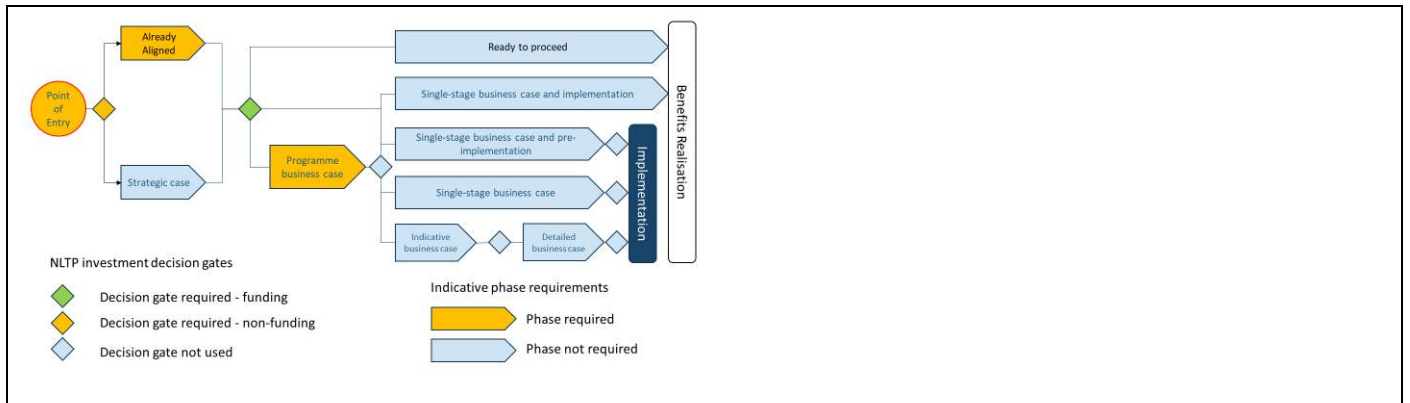 Already
Aligned
Ready to proceed
Point
of
Entry
Single-stage business case and implementation
Single-stage business case and pre-
implementation
Programme
business case
Strategic case
Single-stage business case
Indicative
business case
Detailed
business case
Implementation
Benefits Realisation
NLTP investment decision gates
Decision gate required - funding
Decision gate required - non-funding
Decision gate not used
Indicative phase requirements
Phase required
Phase not required